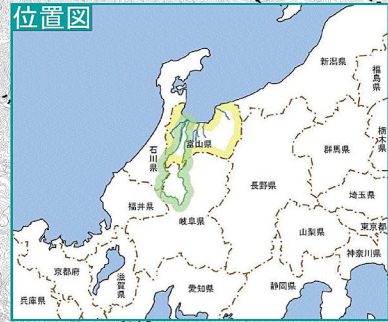 位置図
新潟県
福島県
富山県
栃木県
石川県
群馬県
長野県
福井県
岐阜県
埼玉県
山梨県
東京都
神奈川県
京都府
滋賀県
愛知県
静岡県
兵庫県